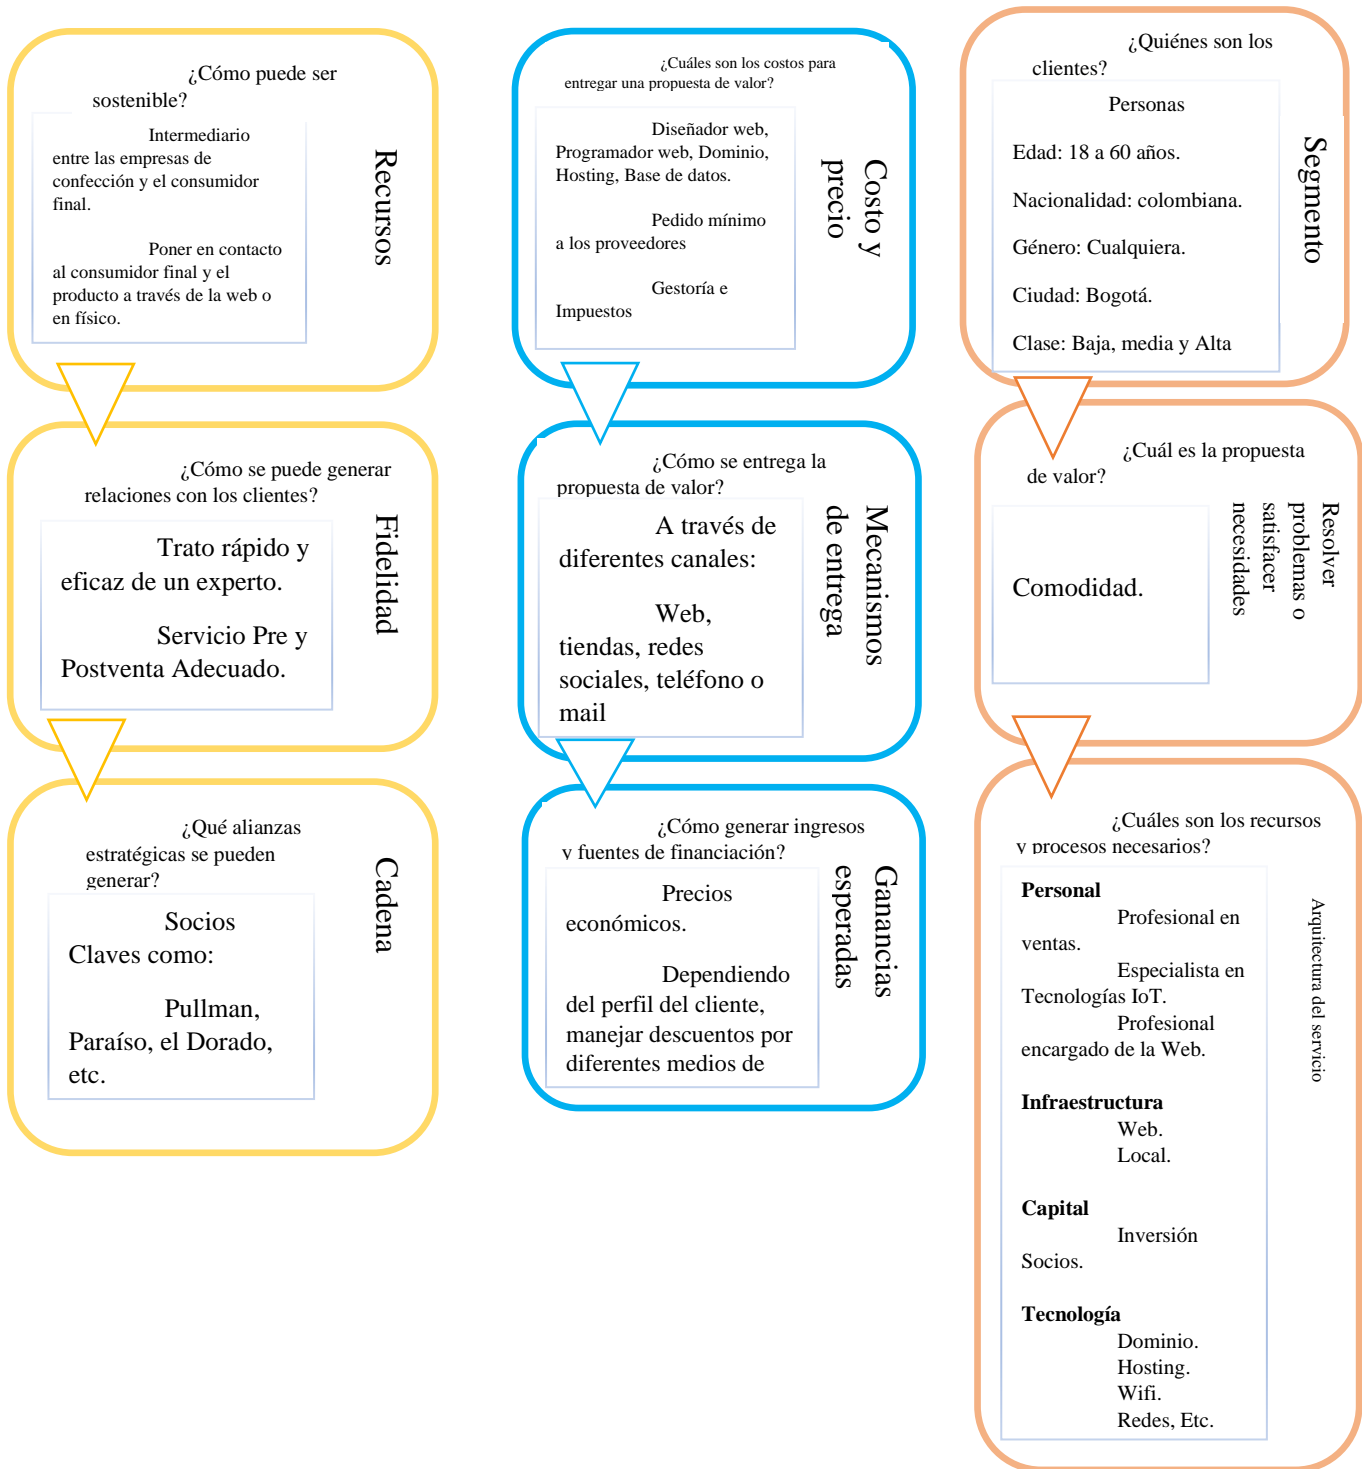 ¿Cómo puede ser
sostenible?
Intermediario
entre las empresas de
confección y el consumidor
final.
Poner en contacto
al consumidor final y el
producto a través de la web o
en físico.
Recursos
¿Cómo se puede generar
relaciones con los clientes?
Trato rápido y
eficaz de un experto.
Servicio Pre y
Postventa Adecuado.
Fidelidad
¿Qué alianzas
estratégicas se pueden
generar?
Socios
Claves como:
Pullman,
Paraíso, el Dorado,
etc.
Cadena
¿Cuáles son los costos para
entregar una propuesta de valor?
Diseñador web,
Programador web, Dominio,
Hosting, Base de datos.
Pedido mínimo
a los proveedores
Gestoría e
Impuestos
Costo y
precio
¿Cómo se entrega la
propuesta de valor?
A través de
diferentes canales:
Web,
tiendas, redes
sociales, teléfono o
mail
Mecanismos
de entrega
¿Cómo generar ingresos
y fuentes de financiación?
Precios
económicos.
Dependiendo
del perfil del cliente,
manejar descuentos por
diferentes medios de
Ganancias
esperadas
¿Quiénes son los
clientes?
Personas
Edad: 18 a 60 años.
Nacionalidad: colombiana.
Género: Cualquiera.
Ciudad: Bogotá.
Clase: Baja, media y Alta
Segmento
¿Cuál es la propuesta
de valor?
Comodidad.
Resolver
problemas o
satisfacer
necesidades
¿Cuáles son los recursos
y procesos necesarios?
Personal
Profesional en
ventas.
Especialista en
Tecnologías IoT.
Profesional
encargado de la Web.
Infraestructura
Web.
Local.
Capital
Inversión
Socios.
Tecnología
Dominio.
Hosting.
Wifi.
Redes, Etc.
Arquitectura del servicio